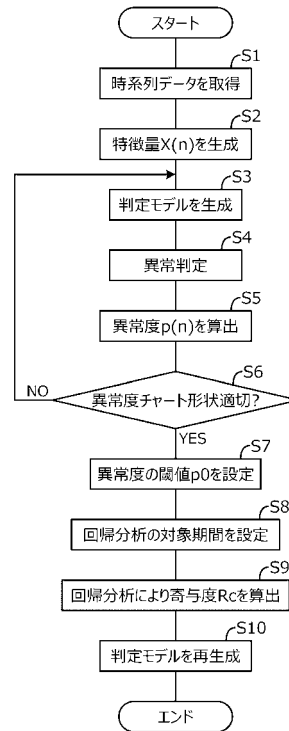 スタート
S1
時系列データを取得
S2
特徴量X(n)を生成
S3
判定モデルを生成
S4
異常判定
S5
異常度p(n)を算出
S6
異常度チャート形状適切?
NO
YES
S7
異常度の閾値p0を設定
S8
回帰分析の対象期間を設定
S9
回帰分析により寄与度Rcを算出
S10
判定モデルを再生成
エンド